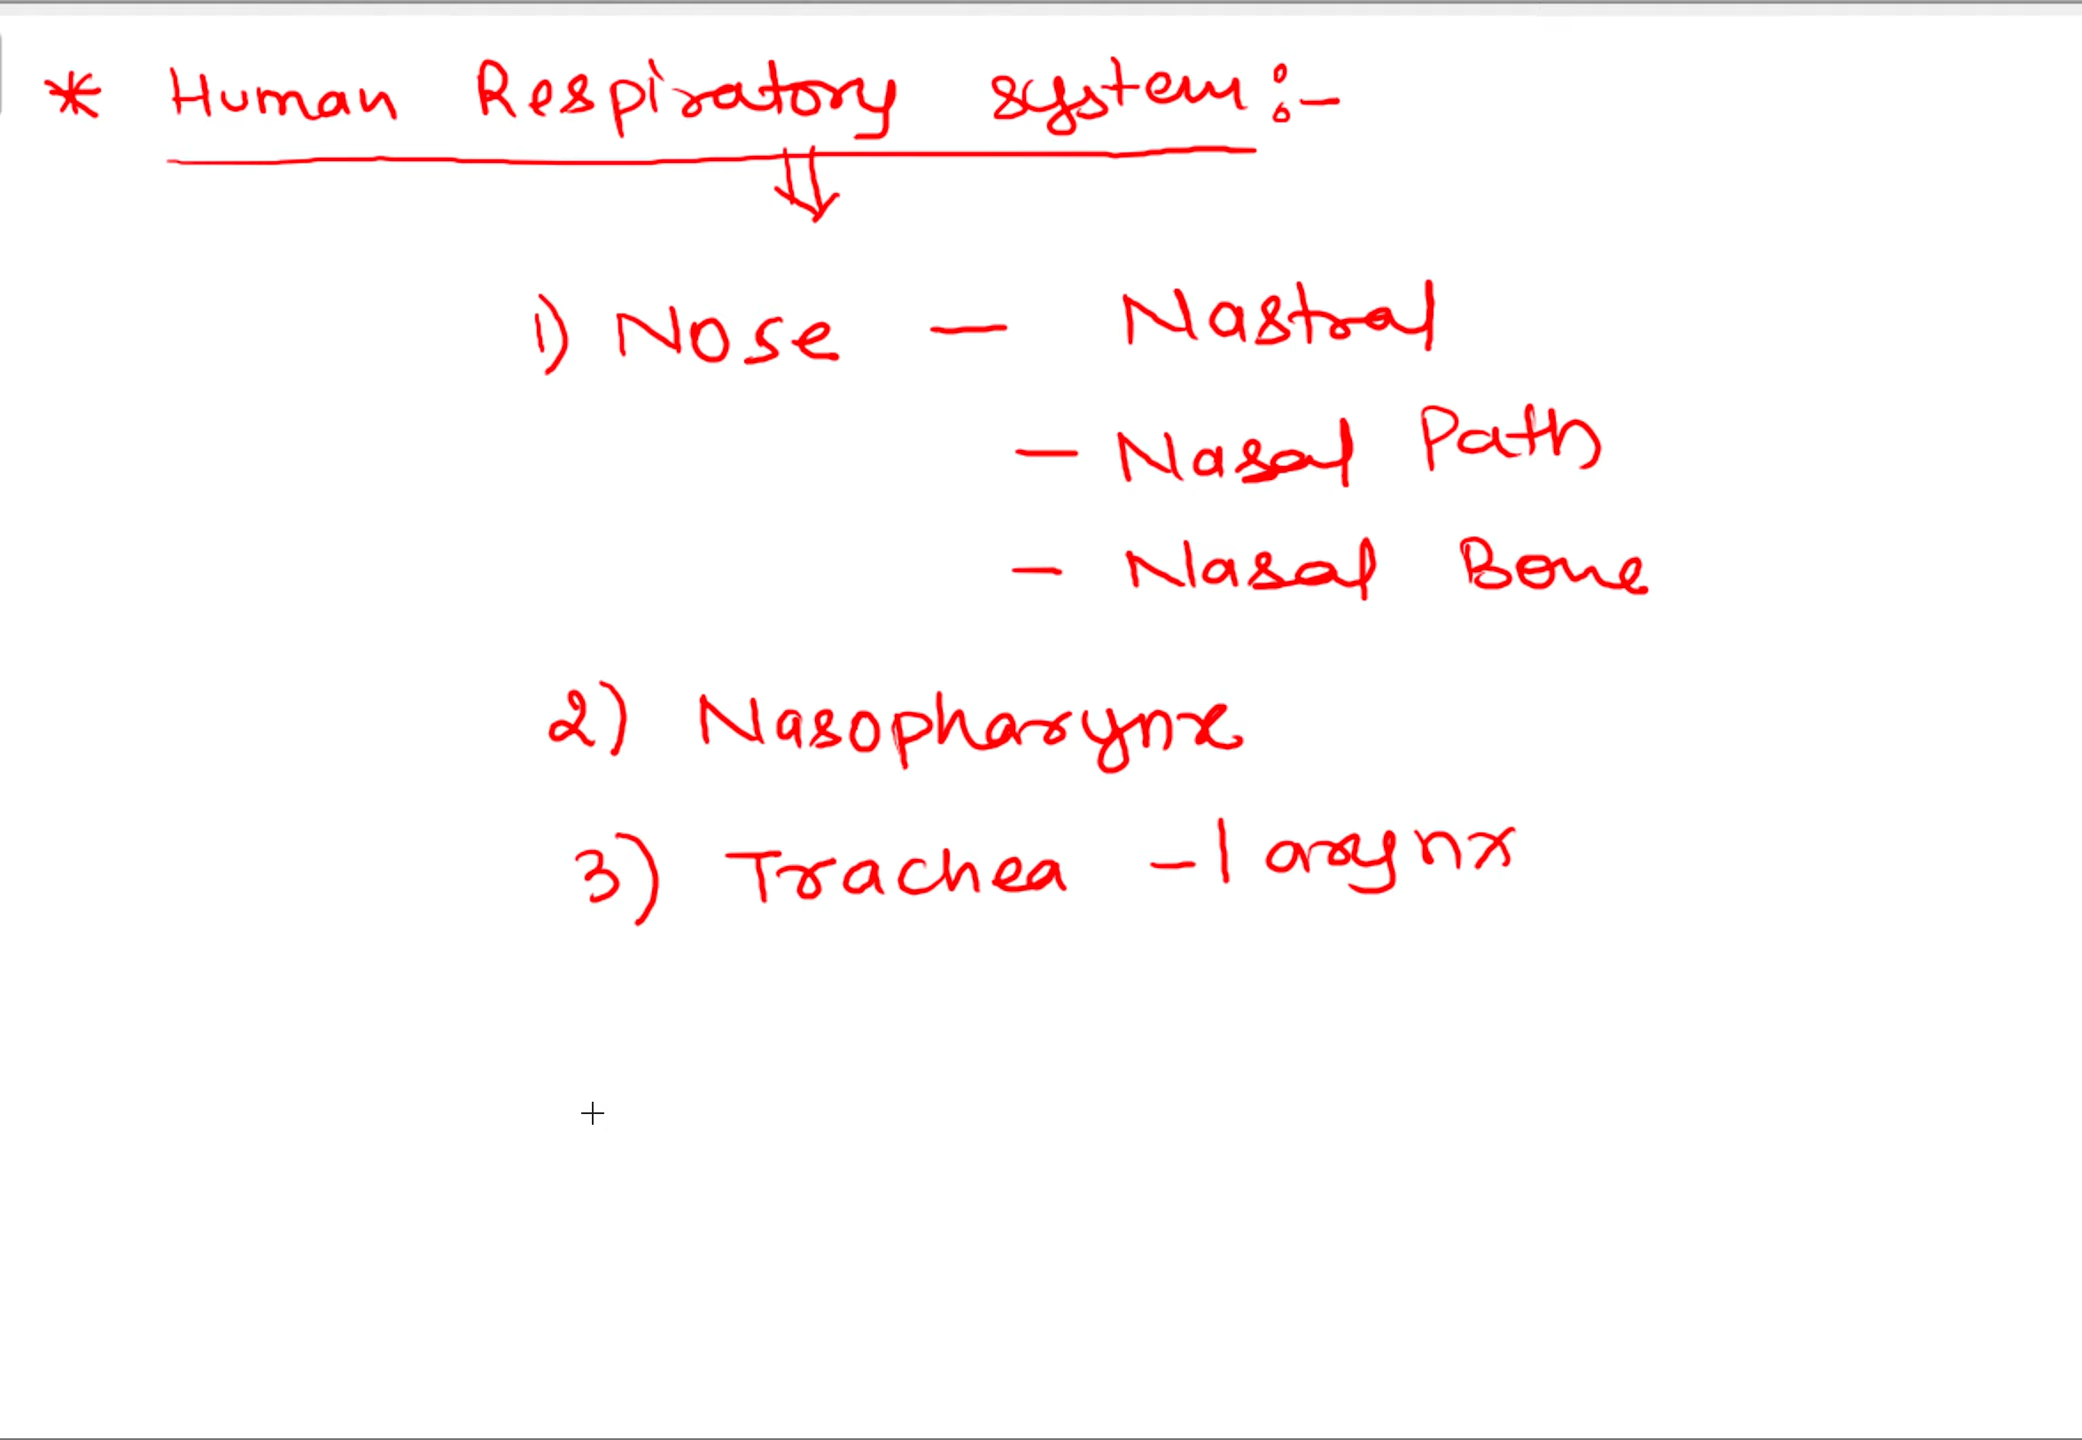 * Human Respiratory system :-
1) Nose - Nastral
- Nasal Path
- Nasal Bone
2) Nasopharynx
3) Trachea - larynx